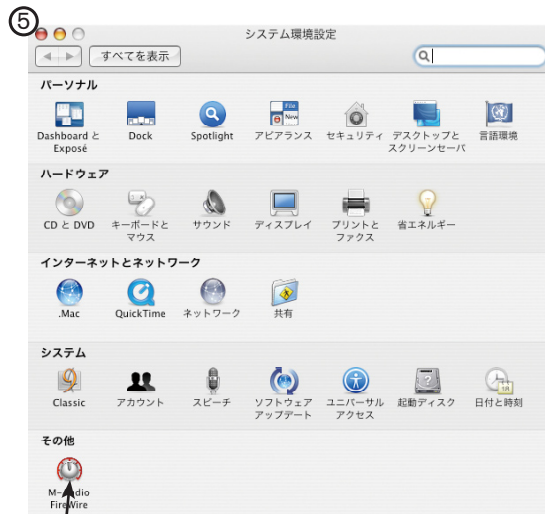 ⑤
システム環境設定
すべてを表示
パーソナル
Dashboard と
Exposé
Dock
Spotlight
アピアランス
セキュリティ
デスクトップと
スクリーンセーバ
言語環境
ハードウェア
CD と DVD
キーボードと
マウス
サウンド
ディスプレイ
プリントと
ファクス
省エネルギー
インターネットとネットワーク
.Mac
QuickTime
ネットワーク
共有
システム
Classic
アカウント
スピーチ
ソフトウェア
アップデート
ユニバーサル
アクセス
起動ディスク
日付と時刻
その他
M-Audio
FireWire